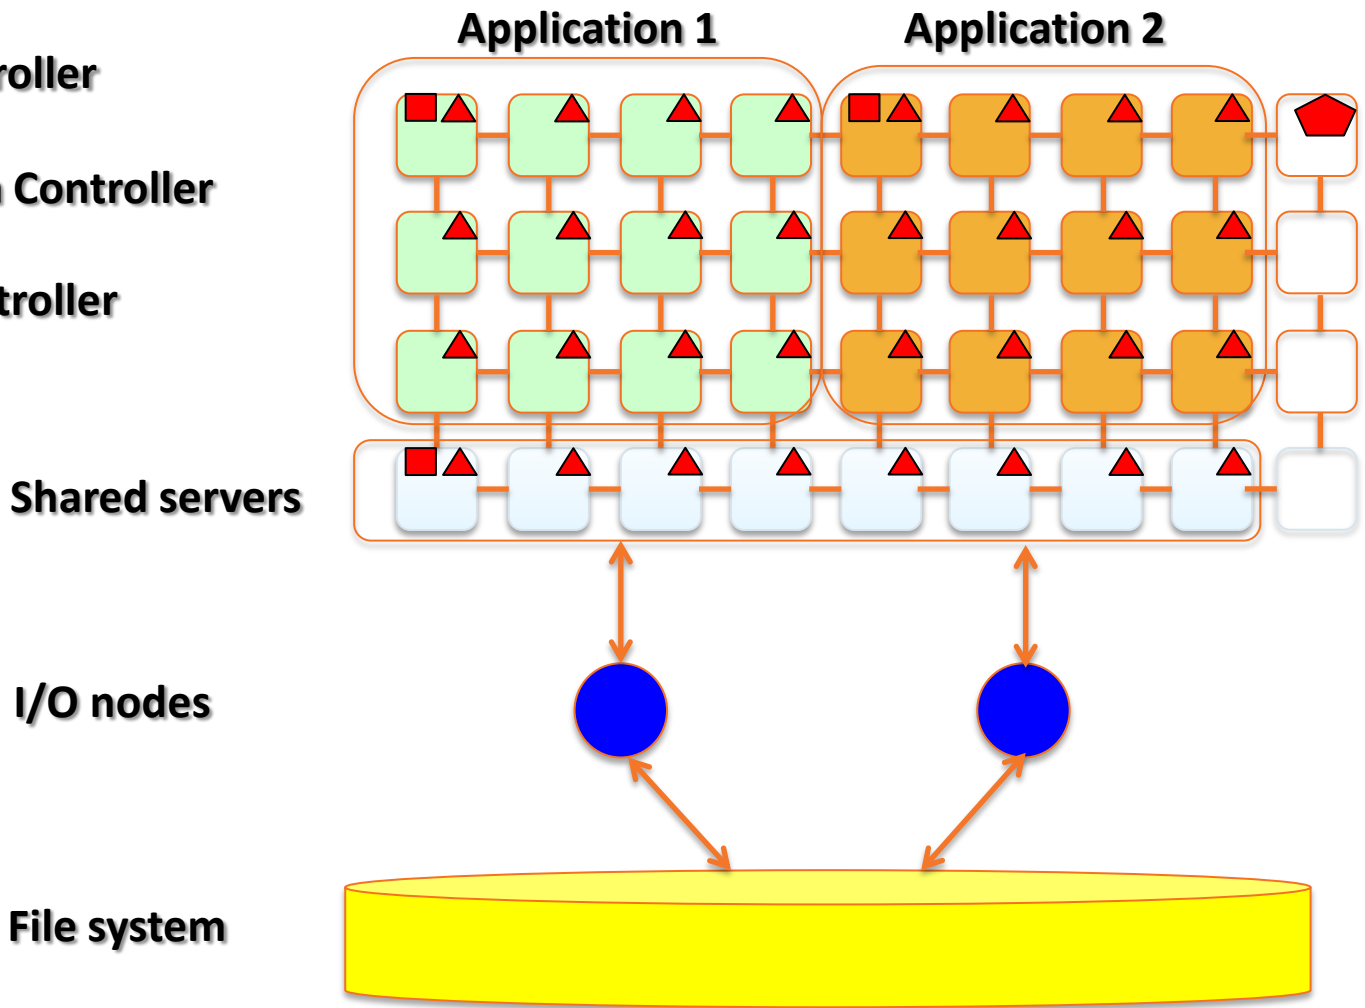 Application 1
Application 2
roller
Controller
troller
Shared servers
I/O nodes
File system